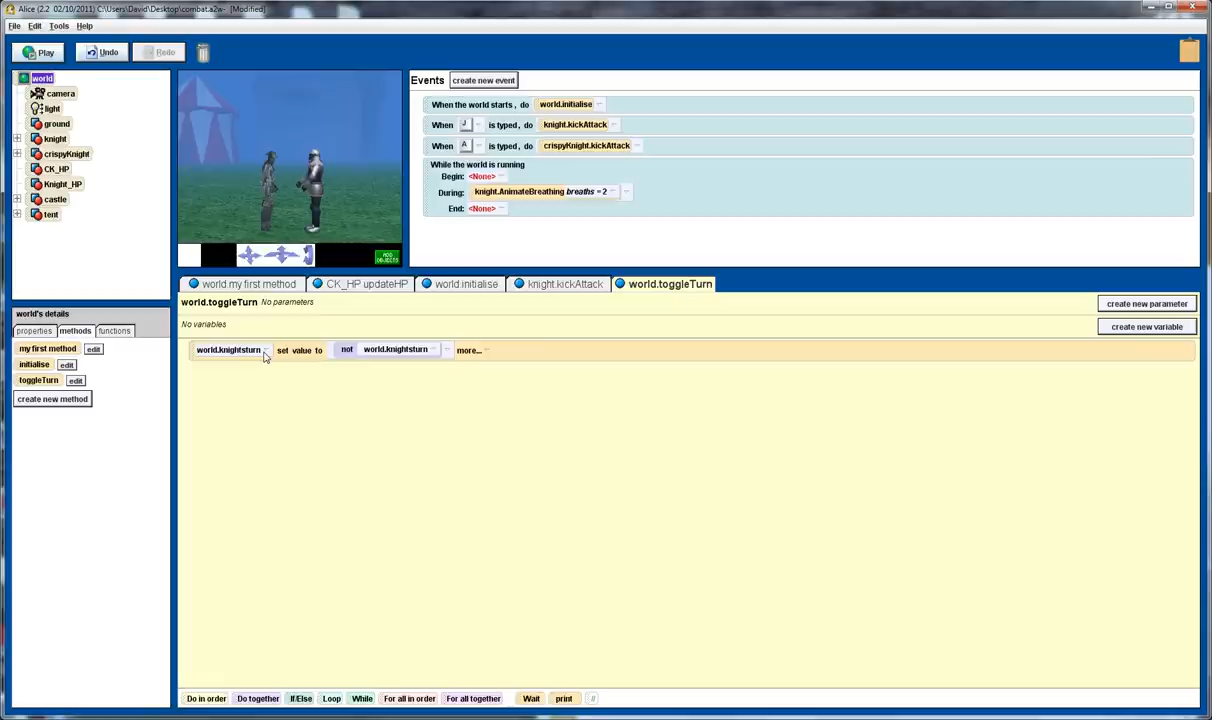 Alice (2.2 02/10/2011) C:\Users\David\Desktop\combat.a2w- [Modified]
File Edit Tools Help
Play Undo Redo
world
camera
light
ground
knight
crispyKnight
CK_HP
Knight_HP
castle
tent
ADD OBJECTS
Events create new event
When the world starts, do world.initialise
When J is typed, do knight.kickAttack
When A is typed, do crispyKnight.kickAttack
While the world is running
Begin: <None>
During: knight.AnimateBreathing breaths = 2
End: <None>
world's details
properties methods functions
my first method edit
initialise edit
toggleTurn edit
create new method
world.my first method CK_HP updateHP world.initialise knight.kickAttack world.toggleTurn
world.toggleTurn No parameters create new parameter
No variables create new variable
world.knightsturn set value to not world.knightsturn more...
Do in order Do together If/Else Loop While For all in order For all together Wait print //